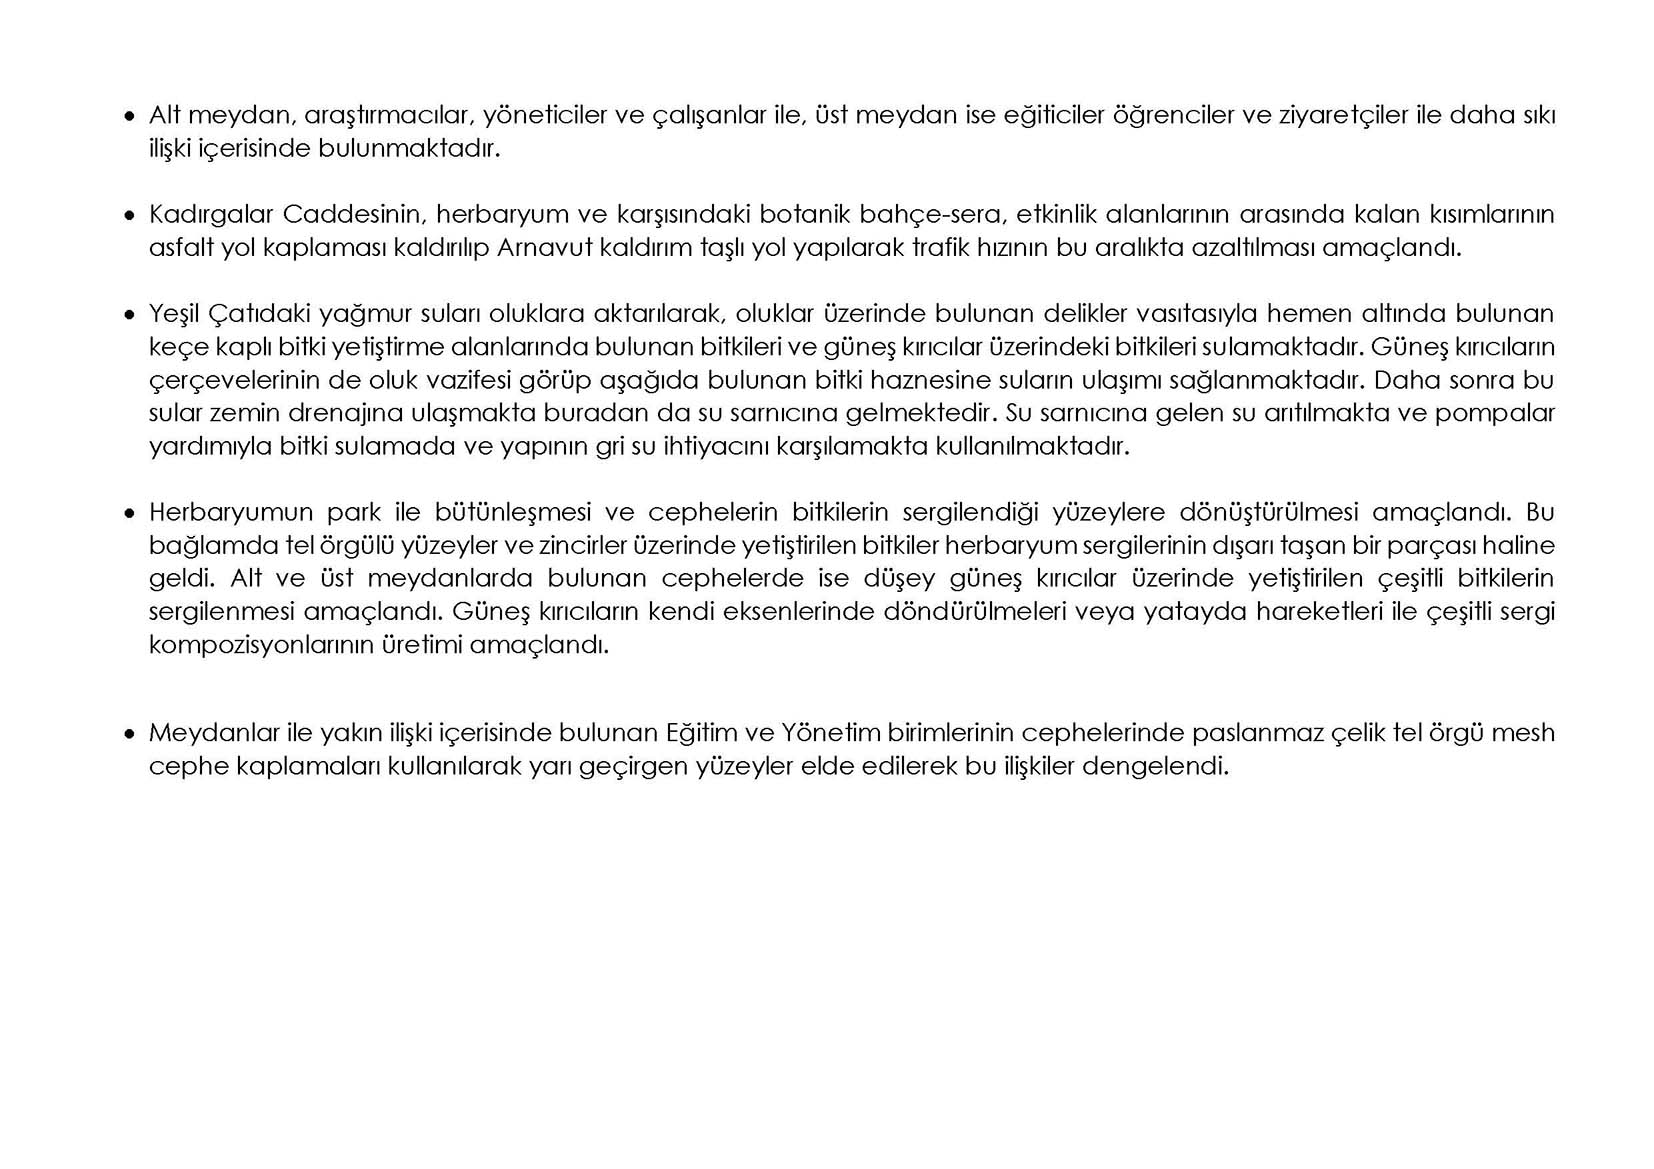 • Alt meydan, araştırmacılar, yöneticiler ve çalışanlar ile, üst meydan ise eğiticiler öğrenciler ve ziyaretçiler ile daha sıkı
ilişki içerisinde bulunmaktadır.
• Kadırgalar Caddesinin, herbaryum ve karşısındaki botanik bahçe-sera, etkinlik alanlarının arasında kalan kısımlarının
asfalt yol kaplaması kaldırılıp Arnavut kaldırım taşlı yol yapılarak trafik hızının bu aralıkta azaltılması amaçlandı.
• Yeşil Çatıdaki yağmur suları oluklara aktarılarak, oluklar üzerinde bulunan delikler vasıtasıyla hemen altında bulunan
keçe kaplı bitki yetiştirme alanlarında bulunan bitkileri ve güneş kırıcılar üzerindeki bitkileri sulamaktadır. Güneş kırıcıların
çerçevelerinin de oluk vazifesi görüp aşağıda bulunan bitki haznesine suların ulaşımı sağlanmaktadır. Daha sonra bu
sular zemin drenajına ulaşmakta buradan da su sarnıcına gelmektedir. Su sarnıcına gelen su arıtılmakta ve pompalar
yardımıyla bitki sulamada ve yapının gri su ihtiyacını karşılamakta kullanılmaktadır.
• Herbaryumun park ile bütünleşmesi ve cephelerin bitkilerin sergilendiği yüzeylere dönüştürülmesi amaçlandı. Bu
bağlamda tel örgülü yüzeyler ve zincirler üzerinde yetiştirilen bitkiler herbaryum sergilerinin dışarı taşan bir parçası haline
geldi. Alt ve üst meydanlarda bulunan cephelerde ise düşey güneş kırıcılar üzerinde yetiştirilen çeşitli bitkilerin
sergilenmesi amaçlandı. Güneş kırıcıların kendi eksenlerinde döndürülmeleri veya yatayda hareketleri ile çeşitli sergi
kompozisyonlarının üretimi amaçlandı.
• Meydanlar ile yakın ilişki içerisinde bulunan Eğitim ve Yönetim birimlerinin cephelerinde paslanmaz çelik tel örgü mesh
cephe kaplamaları kullanılarak yarı geçirgen yüzeyler elde edilerek bu ilişkiler dengelendi.